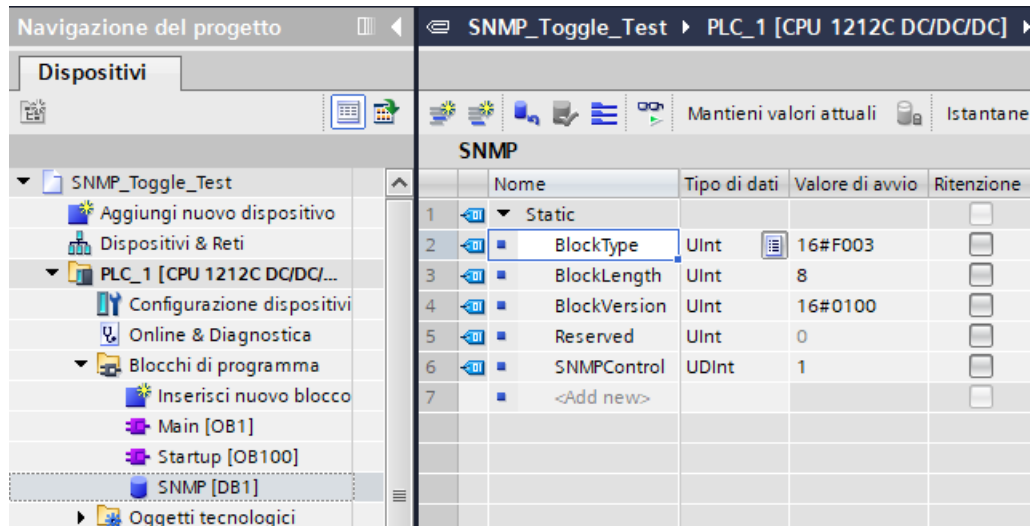 Navigazione del progetto
SNMP_Toggle_Test PLC_1 [CPU 1212C DC/DC/DC]
Dispositivi
Mantieni valori attuali Istantane
SNMP
Nome Tipo di dati Valore di avvio Ritenzione
1 Static
2 BlockType UInt 16#F003
3 BlockLength UInt 8
4 BlockVersion UInt 16#0100
5 Reserved UInt 0
6 SNMPControl UDInt 1
7 <Add new>
SNMP_Toggle_Test
Aggiungi nuovo dispositivo
Dispositivi & Reti
PLC_1 [CPU 1212C DC/DC/...
Configurazione dispositivi
Online & Diagnostica
Blocchi di programma
Inserisci nuovo blocco
Main [OB1]
Startup [OB100]
SNMP [DB1]
Oggetti tecnologici